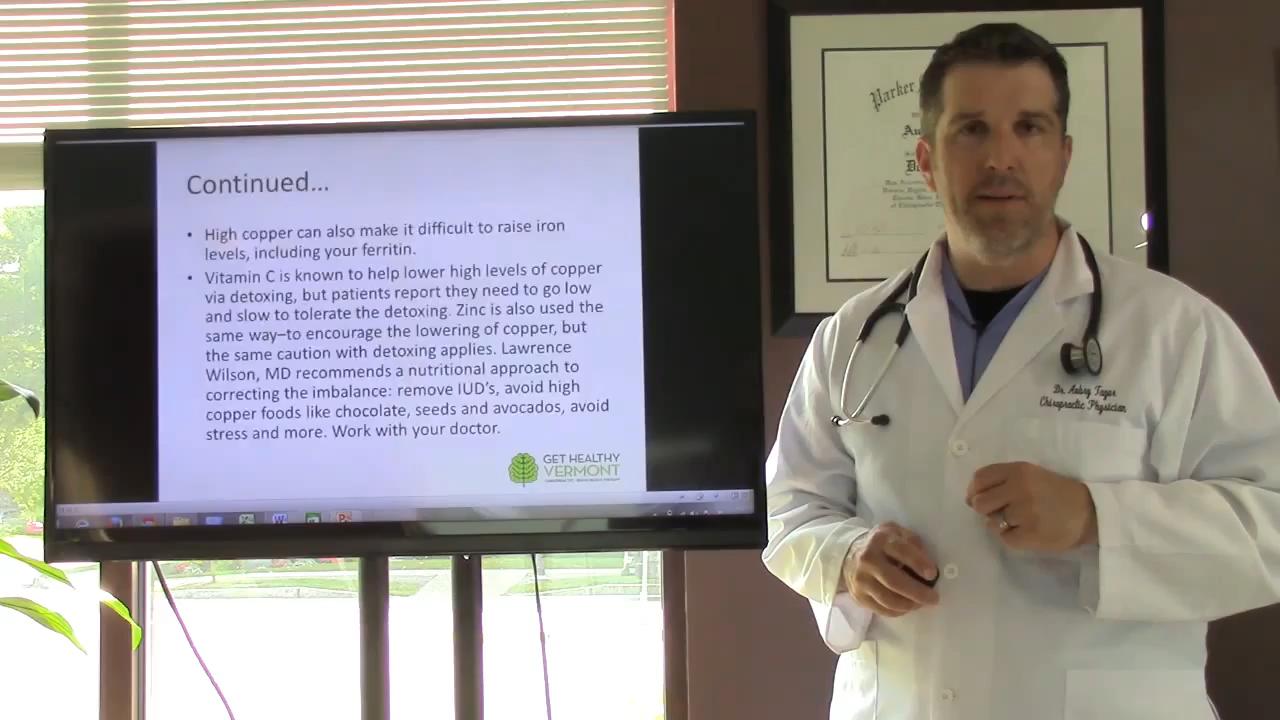 Continued...
• High copper can also make it difficult to raise iron
levels, including your ferritin.
• Vitamin C is known to help lower high levels of copper
via detoxing, but patients report they need to go low
and slow to tolerate the detoxing. Zinc is also used the
same way–to encourage the lowering of copper, but
the same caution with detoxing applies. Lawrence
Wilson, MD recommends a nutritional approach to
correcting the imbalance: remove IUD's, avoid high
copper foods like chocolate, seeds and avocados, avoid
stress and more. Work with your doctor.
GET HEALTHY
VERMONT
Parker
Dr. Aubry Tager
Chiropractic Physician